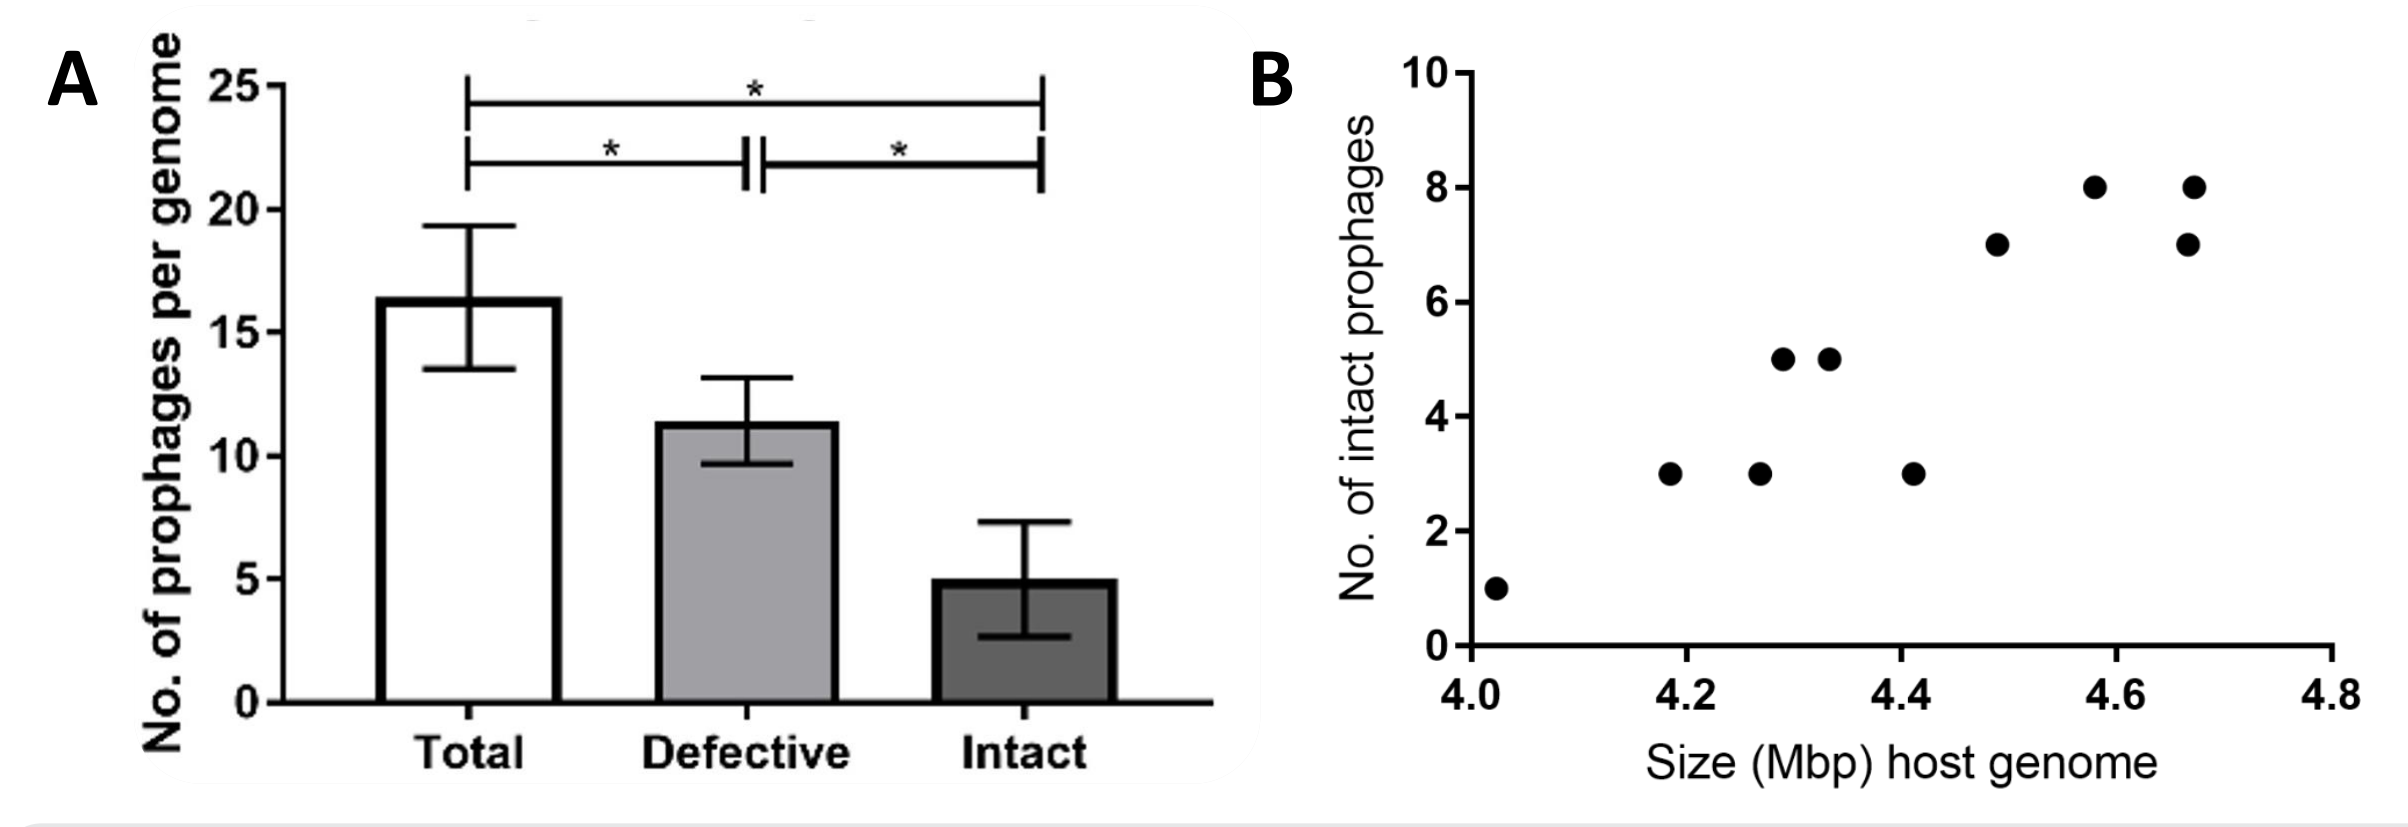 A
No. of prophages per genome
25
20
15
10
5
0
*
*
*
Total
Defective
Intact
B
No. of intact prophages
10
8
6
4
2
0
4.0
4.2
4.4
4.6
4.8
Size (Mbp) host genome